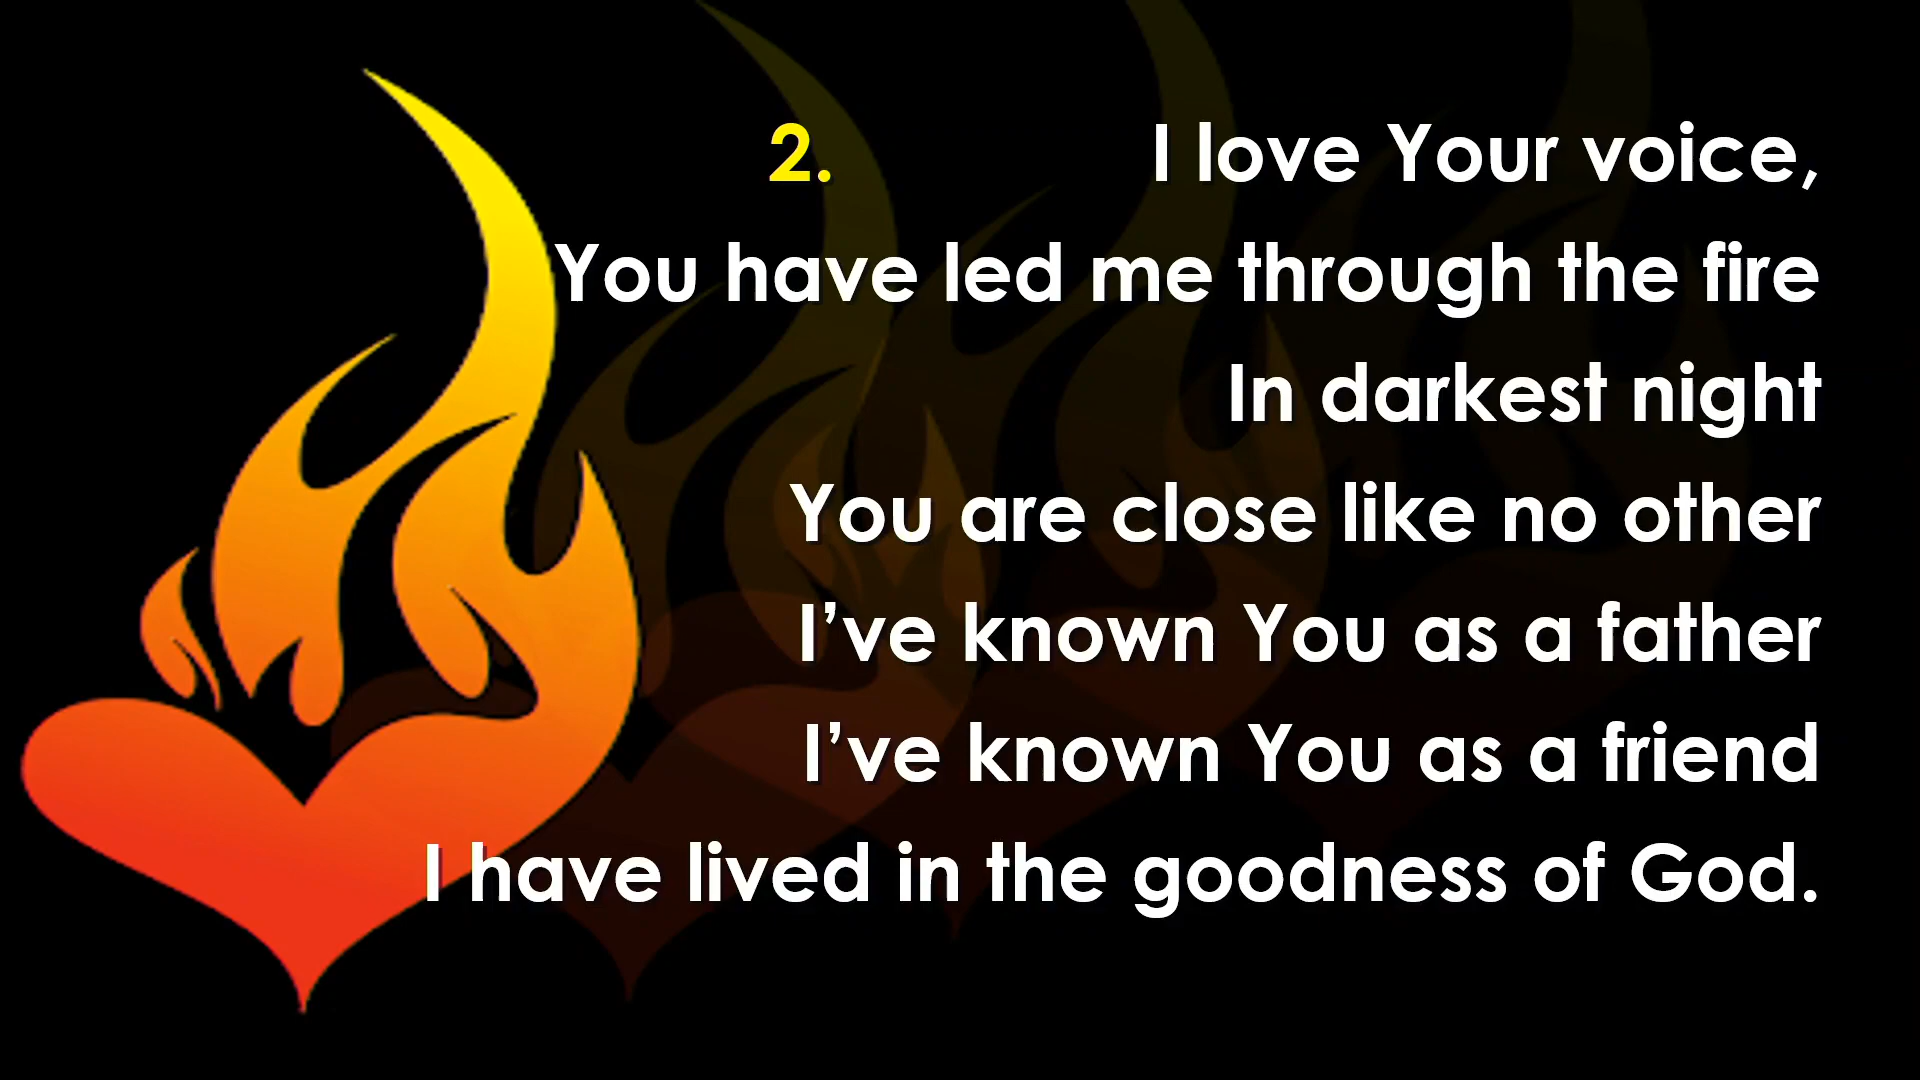 2. I love Your voice,
You have led me through the fire
In darkest night
You are close like no other
I’ve known You as a father
I’ve known You as a friend
I have lived in the goodness of God.